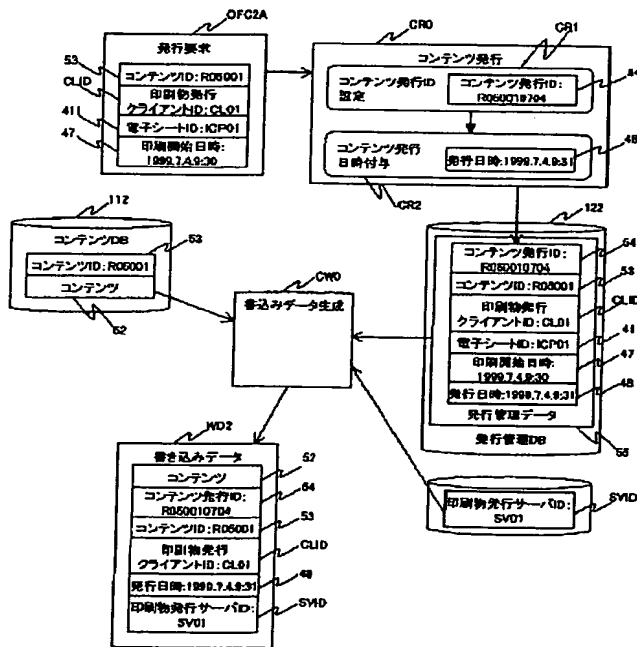 OFC2A
発行要求
53
コンテンツID:R05001
CLID
印刷物発行
クライアントID:CL01
41
電子シートID:ICP01
47
印刷開始日時:
1999.7.4.9:30
CR0
CR1
コンテンツ発行
コンテンツ発行ID
設定
コンテンツ発行ID:
R050010704
54
コンテンツ発行
日時付与
発行日時:1999.7.4.9:31
48
CR2
112
コンテンツDB
53
コンテンツID:R05001
コンテンツ
52
CW0
書込みデータ生成
122
コンテンツ発行ID:
R050010704
54
コンテンツID:R05001
53
印刷物発行
クライアントID:CL01
CLID
電子シートID:ICP01
41
印刷開始日時:
1999.7.4.9:30
47
発行日時:1999.7.4.9:31
48
発行管理データ
発行管理DB
55
印刷物発行サーバID:
SV01
SVID
WD2
書き込みデータ
コンテンツ
52
コンテンツ発行ID:
R050010704
54
コンテンツID:R05001
53
印刷物発行
クライアントID:CL01
CLID
発行日時:1999.7.4.9:31
48
印刷物発行サーバID:
SV01
SVID